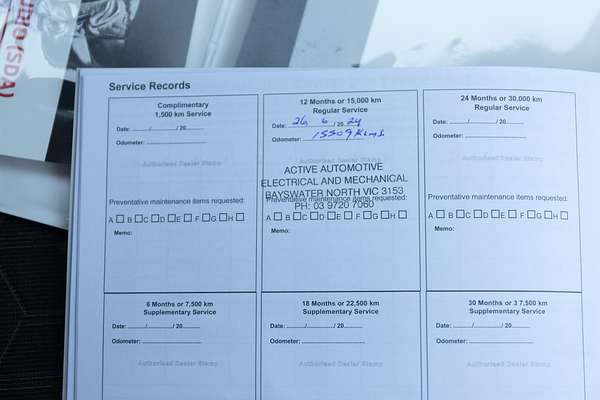 (SDA)
Service Records
Complimentary
1,500 km Service
Date: ........../........../ 20..........
Odometer: ..............................
Authorised Dealer Stamp
Preventative maintenance items requested:
A ☐ B ☐ C ☐ D ☐ E ☐ F ☐ G ☐ H ☐
Memo:
12 Months or 15,000 km
Regular Service
Date: 26 / 6 / 20 24
Odometer: 15509 Kms
Authorised Dealer Stamp
ACTIVE AUTOMOTIVE
ELECTRICAL AND MECHANICAL
BAYSWATER NORTH VIC 3153
Preventative maintenance items requested:
PH: 03 9720 7060
A ☐ B ☐ C ☐ D ☐ E ☐ F ☐ G ☐ H ☐
Memo:
24 Months or 30,000 km
Regular Service
Date: ........../........../ 20..........
Odometer: ..............................
Authorised Dealer Stamp
Preventative maintenance items requested:
A ☐ B ☐ C ☐ D ☐ E ☐ F ☐ G ☐ H ☐
Memo:
6 Months or 7,500 km
Supplementary Service
Date: ........../........../ 20..........
Odometer: ..............................
Authorised Dealer Stamp
18 Months or 22,500 km
Supplementary Service
Date: ........../........../ 20..........
Odometer: ..............................
Authorised Dealer Stamp
30 Months or 3 7,500 km
Supplementary Service
Date: ........../........../ 20..........
Odometer: ..............................
Authorised Dealer Stamp